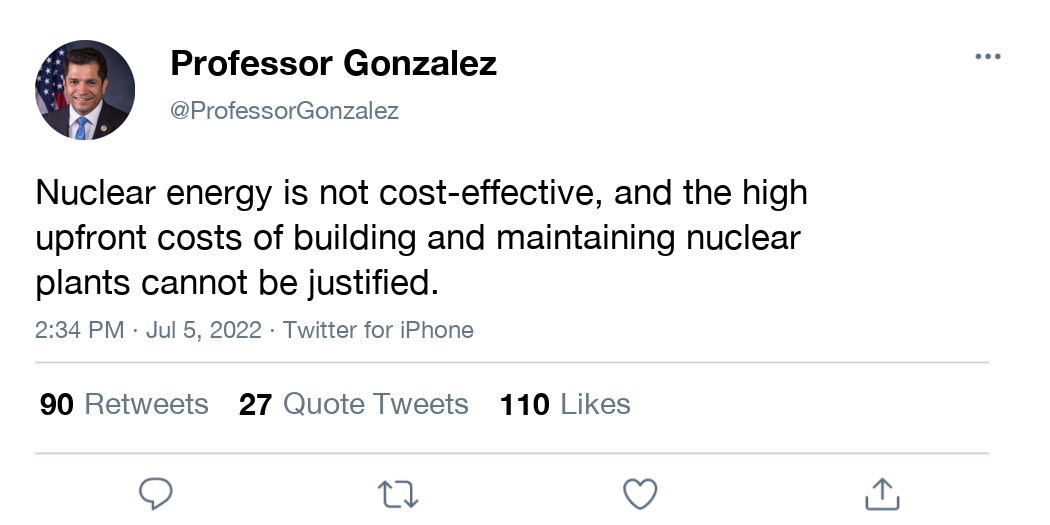 Professor Gonzalez
@ProfessorGonzalez
Nuclear energy is not cost-effective, and the high
upfront costs of building and maintaining nuclear
plants cannot be justified.
2:34 PM · Jul 5, 2022 · Twitter for iPhone
90 Retweets 27 Quote Tweets 110 Likes